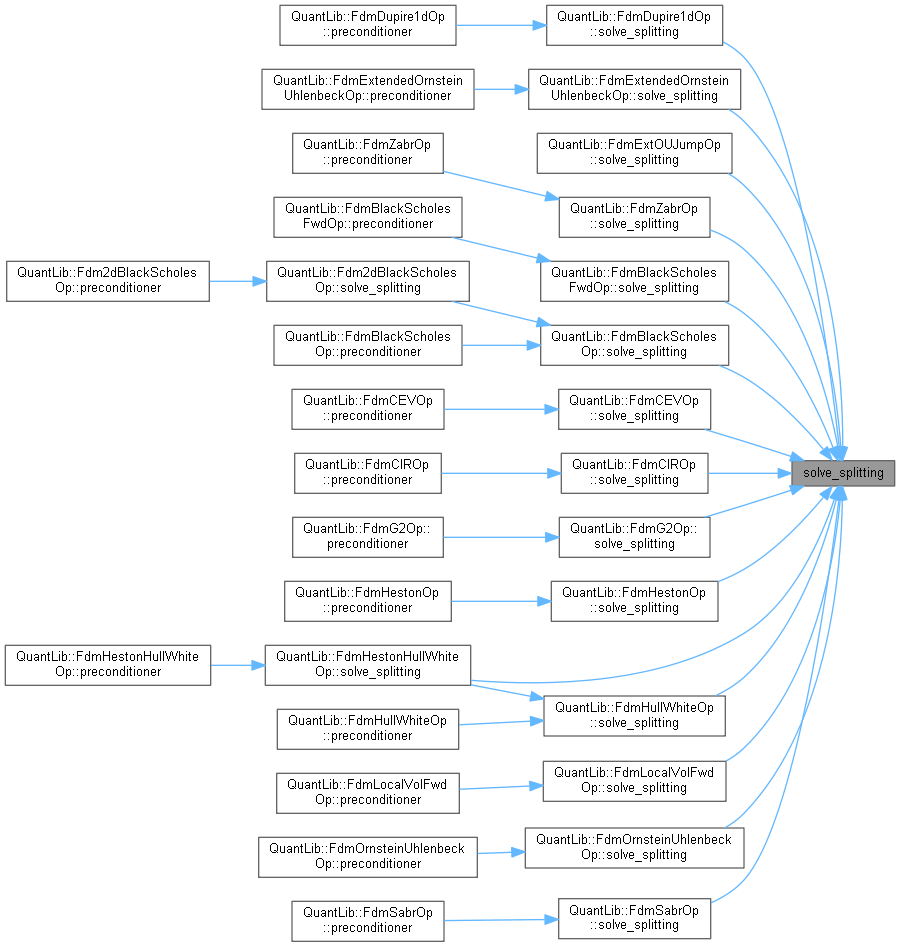 QuantLib::FdmDupire1dOp
::preconditioner
QuantLib::FdmDupire1dOp
::solve_splitting
QuantLib::FdmExtendedOrnstein
UhlenbeckOp::preconditioner
QuantLib::FdmExtendedOrnstein
UhlenbeckOp::solve_splitting
QuantLib::FdmZabrOp
::preconditioner
QuantLib::FdmExtOUJumpOp
::solve_splitting
QuantLib::FdmBlackScholes
FwdOp::preconditioner
QuantLib::FdmZabrOp
::solve_splitting
QuantLib::Fdm2dBlackScholes
Op::preconditioner
QuantLib::Fdm2dBlackScholes
Op::solve_splitting
QuantLib::FdmBlackScholes
FwdOp::solve_splitting
QuantLib::FdmBlackScholes
Op::preconditioner
QuantLib::FdmBlackScholes
Op::solve_splitting
QuantLib::FdmCEVOp
::preconditioner
QuantLib::FdmCEVOp
::solve_splitting
QuantLib::FdmCIROp
::preconditioner
QuantLib::FdmCIROp
::solve_splitting
solve_splitting
QuantLib::FdmG2Op::
preconditioner
QuantLib::FdmG2Op::
solve_splitting
QuantLib::FdmHestonOp
::preconditioner
QuantLib::FdmHestonOp
::solve_splitting
QuantLib::FdmHestonHullWhite
Op::preconditioner
QuantLib::FdmHestonHullWhite
Op::solve_splitting
QuantLib::FdmHullWhiteOp
::preconditioner
QuantLib::FdmHullWhiteOp
::solve_splitting
QuantLib::FdmLocalVolFwd
Op::preconditioner
QuantLib::FdmLocalVolFwd
Op::solve_splitting
QuantLib::FdmOrnsteinUhlenbeck
Op::preconditioner
QuantLib::FdmOrnsteinUhlenbeck
Op::solve_splitting
QuantLib::FdmSabrOp
::preconditioner
QuantLib::FdmSabrOp
::solve_splitting